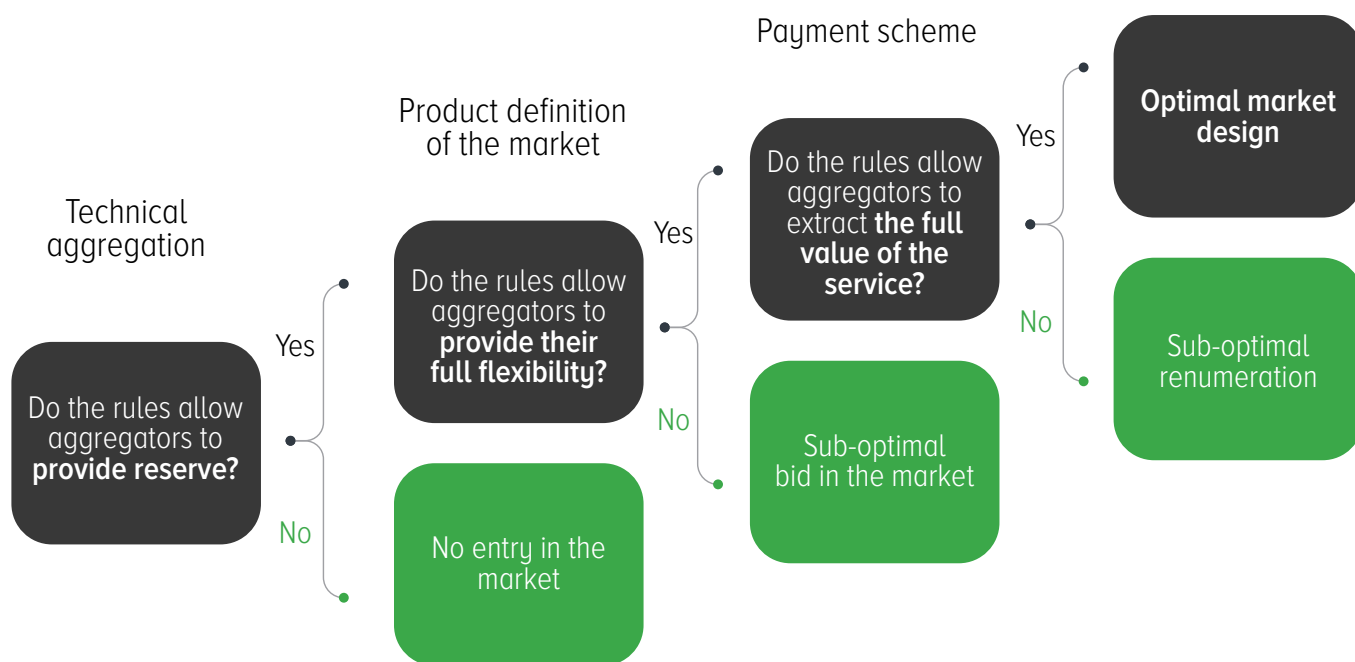 Technical
aggregation
Do the rules allow
aggregators to
provide reserve?
Yes
No
Product definition
of the market
Do the rules allow
aggregators to
provide their
full flexibility?
No entry in the
market
Yes
No
Payment scheme
Do the rules allow
aggregators to
extract the full
value of the
service?
Sub-optimal
bid in the market
Yes
No
Optimal market
design
Sub-optimal
renumeration